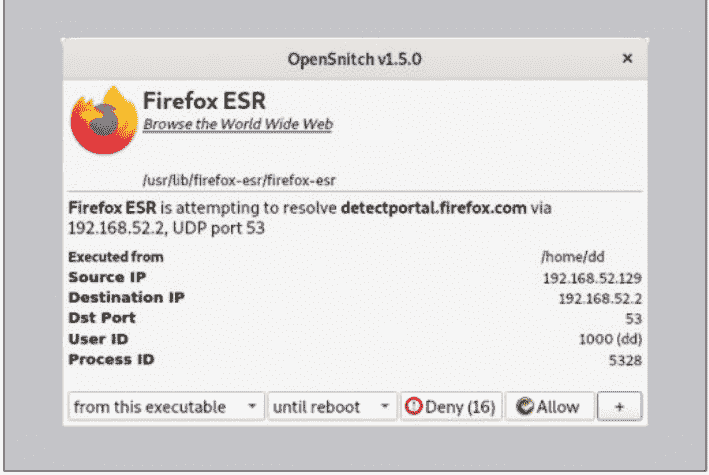 OpenSnitch v1.5.0 ×
Firefox ESR
Browse the World Wide Web
/usr/lib/firefox-esr/firefox-esr
Firefox ESR is attempting to resolve detectportal.firefox.com via
192.168.52.2, UDP port 53
Executed from /home/dd
Source IP 192.168.52.129
Destination IP 192.168.52.2
Dst Port 53
User ID 1000 (dd)
Process ID 5328
from this executable until reboot Deny (16) Allow +